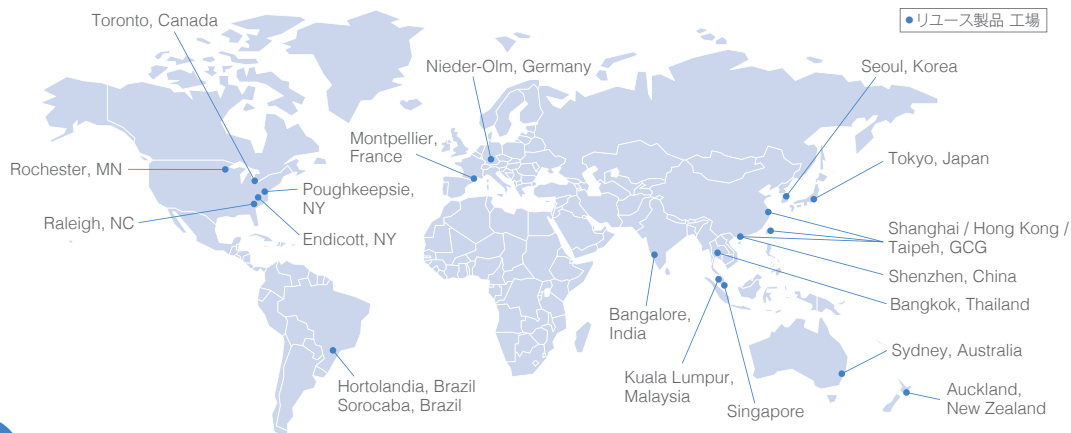 Toronto, Canada
リユース製品 工場
Nieder-Olm, Germany
Seoul, Korea
Montpellier,
France
Tokyo, Japan
Rochester, MN
Poughkeepsie,
NY
Raleigh, NC
Endicott, NY
Shanghai / Hong Kong /
Taipeh, GCG
Shenzhen, China
Bangkok, Thailand
Bangalore,
India
Sydney, Australia
Kuala Lumpur,
Malaysia
Singapore
Hortolandia, Brazil
Sorocaba, Brazil
Auckland,
New Zealand